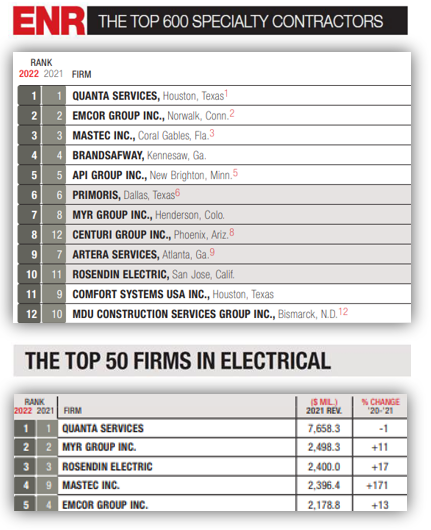 ENR THE TOP 600 SPECIALTY CONTRACTORS
RANK
2022 2021 FIRM
1 1 QUANTA SERVICES, Houston, Texas1
2 2 EMCOR GROUP INC., Norwalk, Conn.2
3 3 MASTEC INC., Coral Gables, Fla.3
4 4 BRANDSAFWAY, Kennesaw, Ga.
5 5 API GROUP INC., New Brighton, Minn.5
6 6 PRIMORIS, Dallas, Texas6
7 8 MYR GROUP INC., Henderson, Colo.
8 12 CENTURI GROUP INC., Phoenix, Ariz.8
9 7 ARTERA SERVICES, Atlanta, Ga.9
10 11 ROSENDIN ELECTRIC, San Jose, Calif.
11 9 COMFORT SYSTEMS USA INC., Houston, Texas
12 10 MDU CONSTRUCTION SERVICES GROUP INC., Bismarck, N.D.12
THE TOP 50 FIRMS IN ELECTRICAL
RANK ($ MIL.) % CHANGE
2022 2021 FIRM 2021 REV. '20-'21
1 1 QUANTA SERVICES 7,658.3 -1
2 2 MYR GROUP INC. 2,498.3 +11
3 3 ROSENDIN ELECTRIC 2,400.0 +17
4 9 MASTEC INC. 2,396.4 +171
5 4 EMCOR GROUP INC. 2,178.8 +13